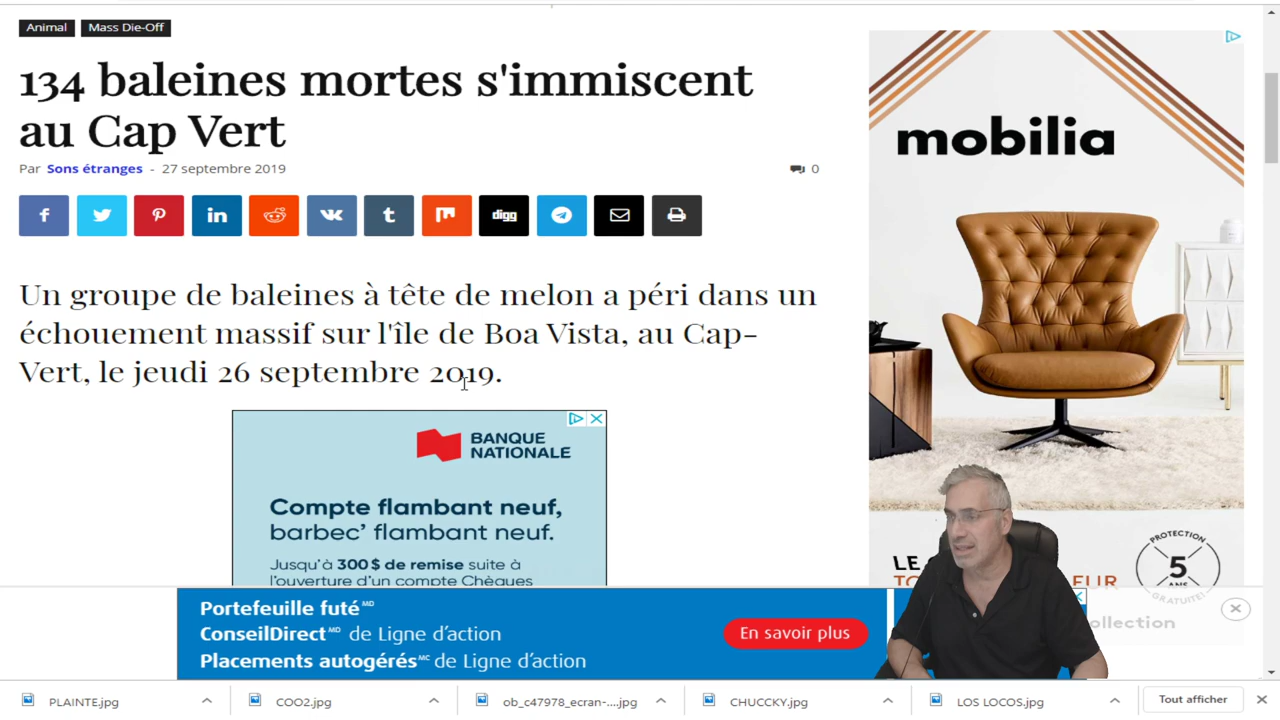 Animal
Mass Die-Off
134 baleines mortes s'immiscent
au Cap Vert
Par Sons étranges - 27 septembre 2019
0
digg
Un groupe de baleines à tête de melon a péri dans un
échouement massif sur l'île de Boa Vista, au Cap-
Vert, le jeudi 26 septembre 2019.
mobilia
BANQUE
NATIONALE
Compte flambant neuf,
barbec’ flambant neuf.
Jusqu'à 300 $ de remise suite à
l'ouverture d'un compte Chèques
LE
PROTECTION
5
ANS
GRATUITE!
Portefeuille futé MD
ConseilDirect MD de Ligne d’action
Placements autogérés MC de Ligne d’action
En savoir plus
PLAINTE.jpg
COO2.jpg
ob_c47978_ecran-....jpg
CHUCCKY.jpg
LOS LOCOS.jpg
Tout afficher